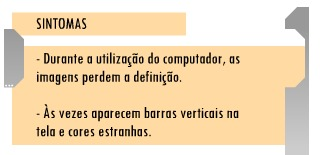 SINTOMAS
- Durante a utilização do computador, as
imagens perdem a definição.
- Às vezes aparecem barras verticais na
tela e cores estranhas.